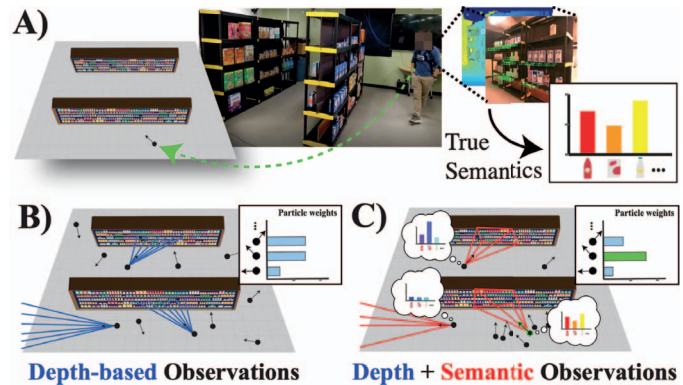 A)
True
Semantics
B)
Particle weights
C)
Particle weights
Depth-based Observations
Depth + Semantic Observations